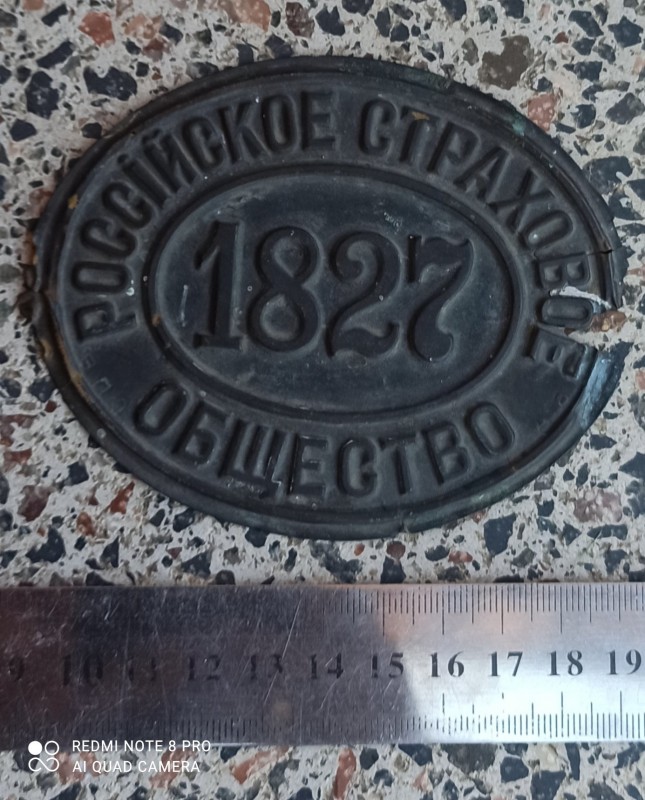 РОССІЙСКОЕ СТРАХОВОЕ
1827
ОБЩЕСТВО
9 10 11 12 13 14 15 16 17 18 19
REDMI NOTE 8 PRO
AI QUAD CAMERA